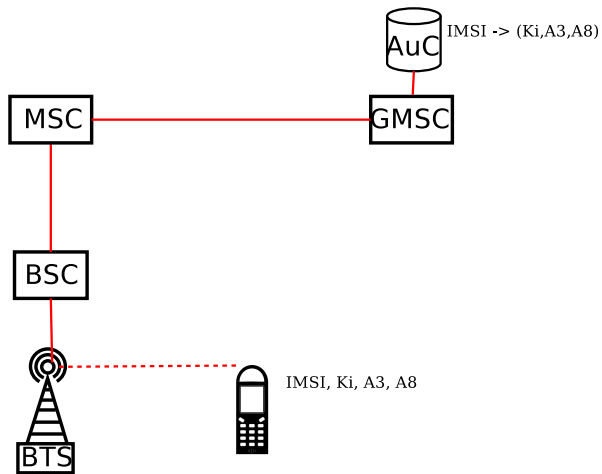 AuC
IMSI -> (Ki,A3,A8)
MSC
GMSC
BSC
IMSI, Ki, A3, A8
BTS